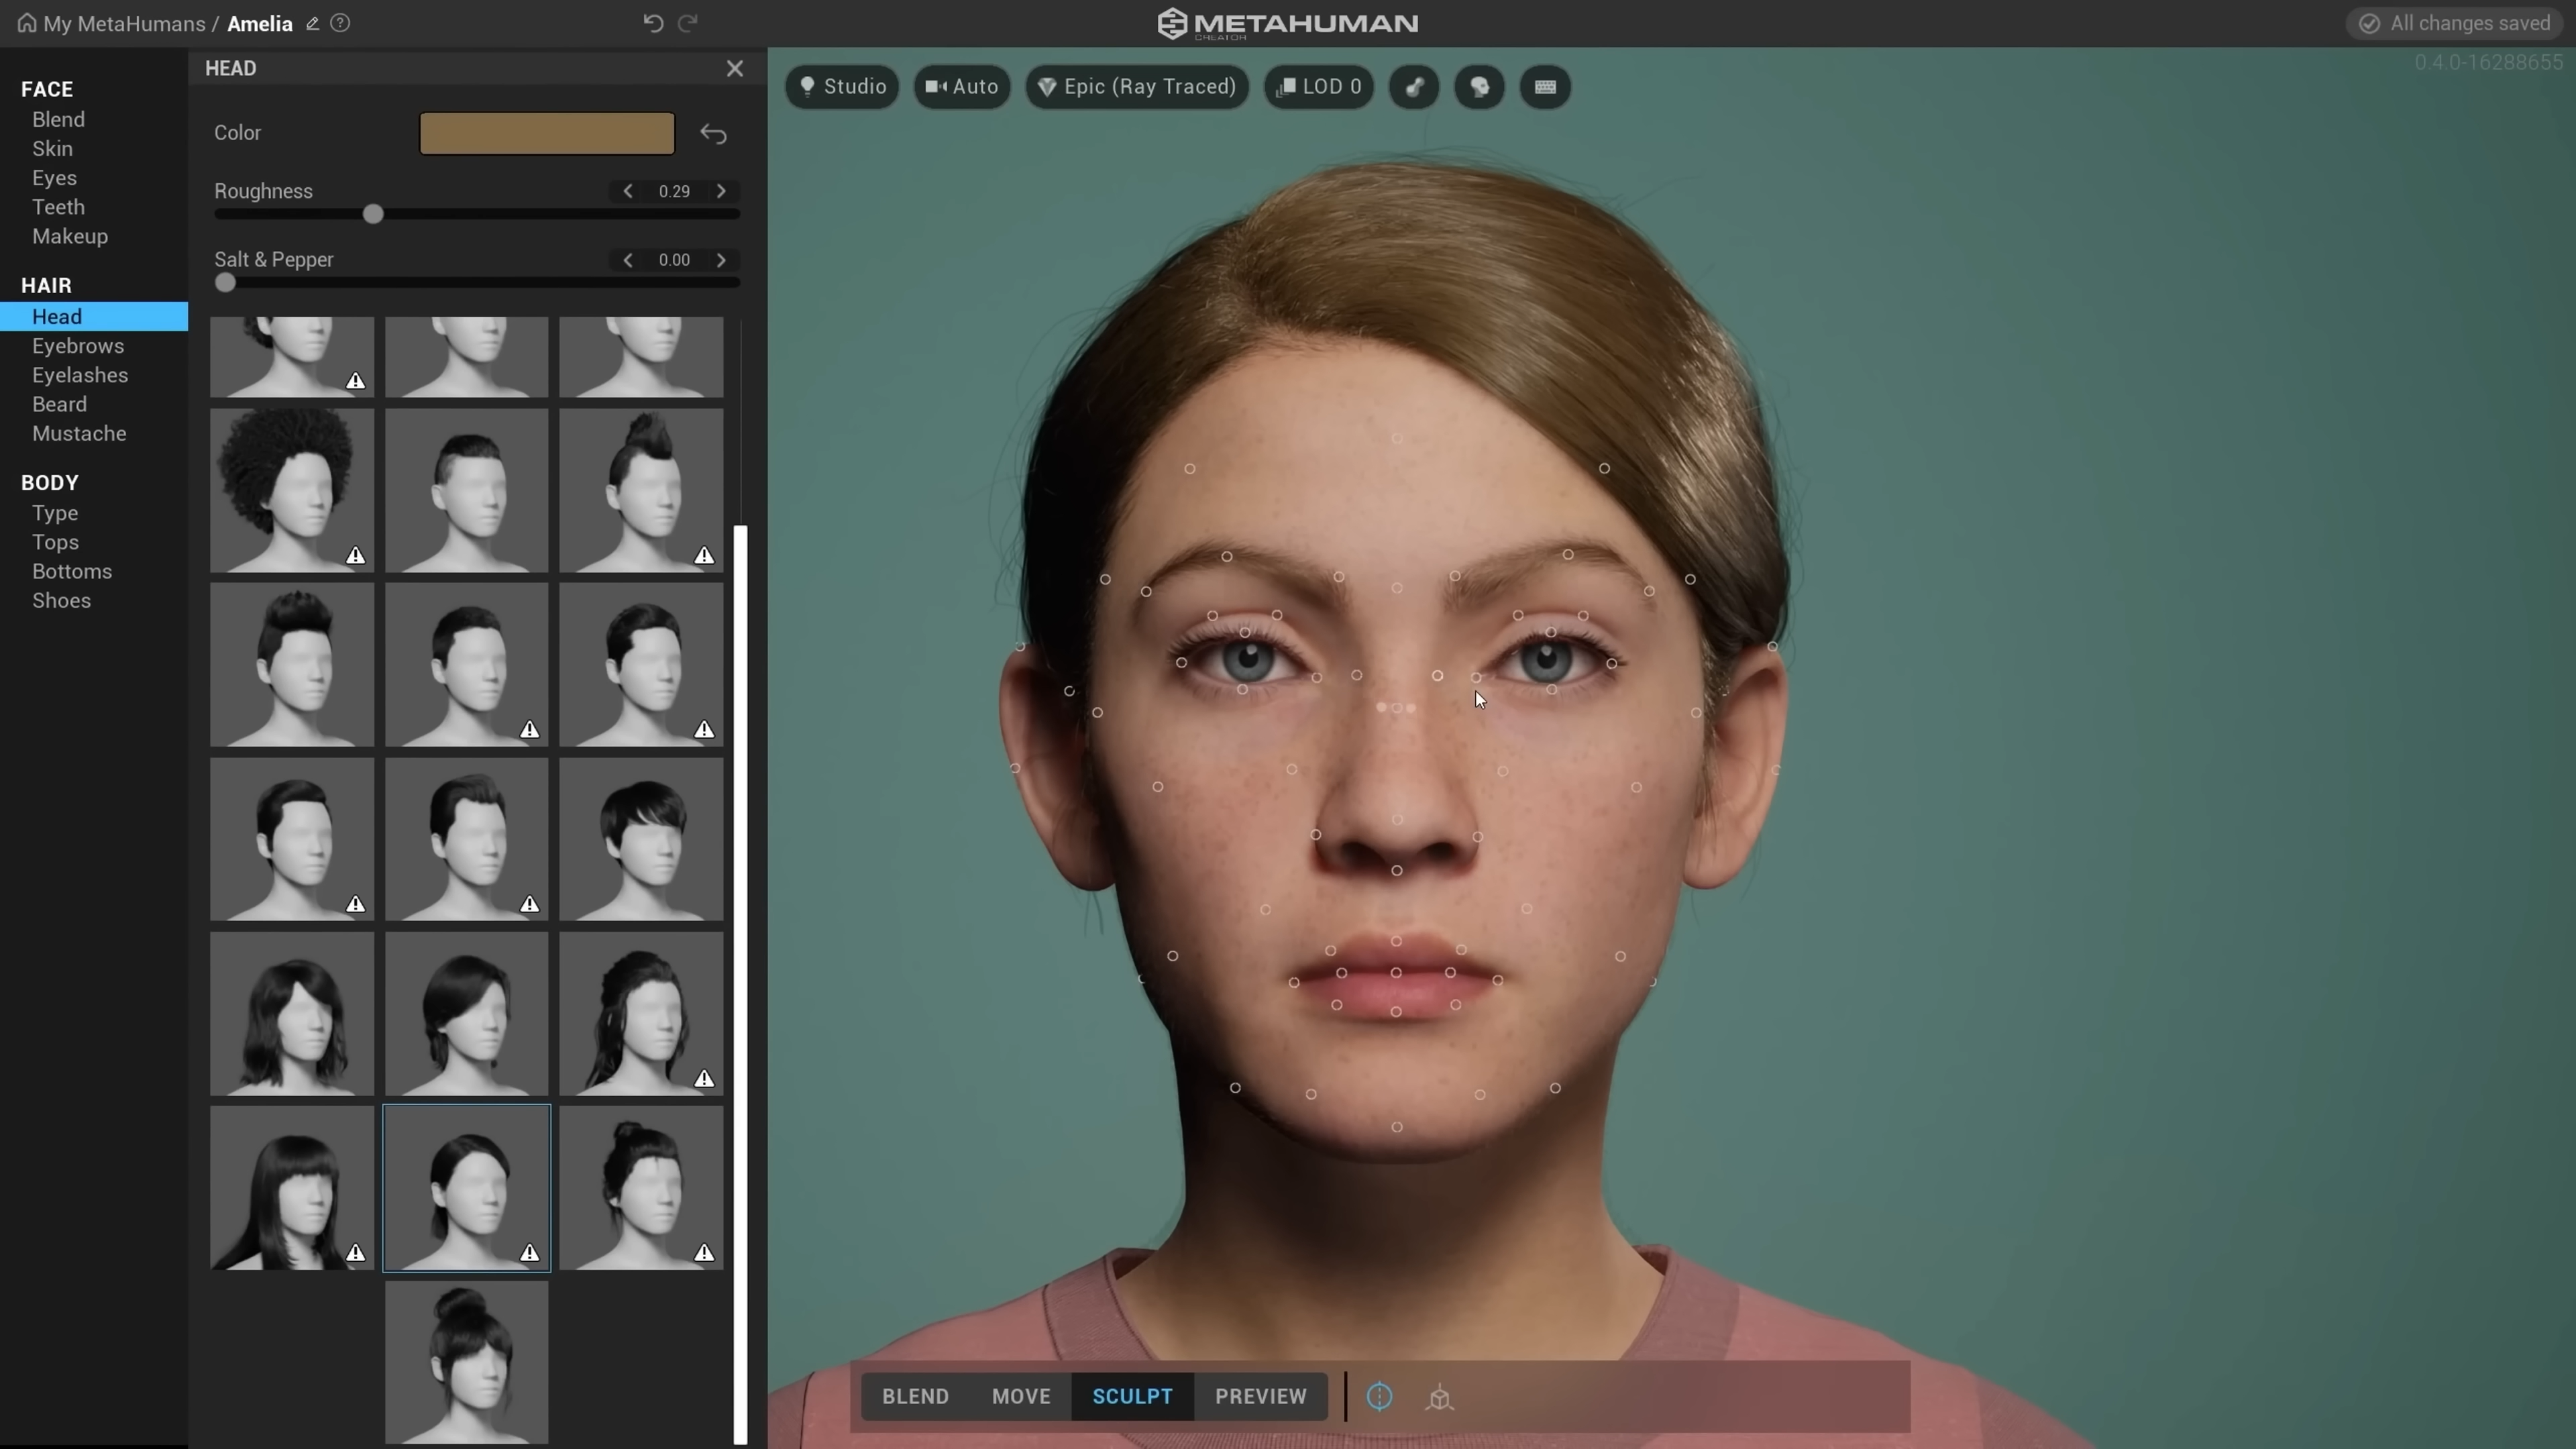 My MetaHumans / Amelia
METAHUMAN
CREATOR
All changes saved
0.4.0-16288655
FACE
Blend
Skin
Eyes
Teeth
Makeup
HAIR
Head
Eyebrows
Eyelashes
Beard
Mustache
BODY
Type
Tops
Bottoms
Shoes
HEAD
Color
Roughness
0.29
Salt & Pepper
0.00
Studio
Auto
Epic (Ray Traced)
LOD 0
BLEND
MOVE
SCULPT
PREVIEW